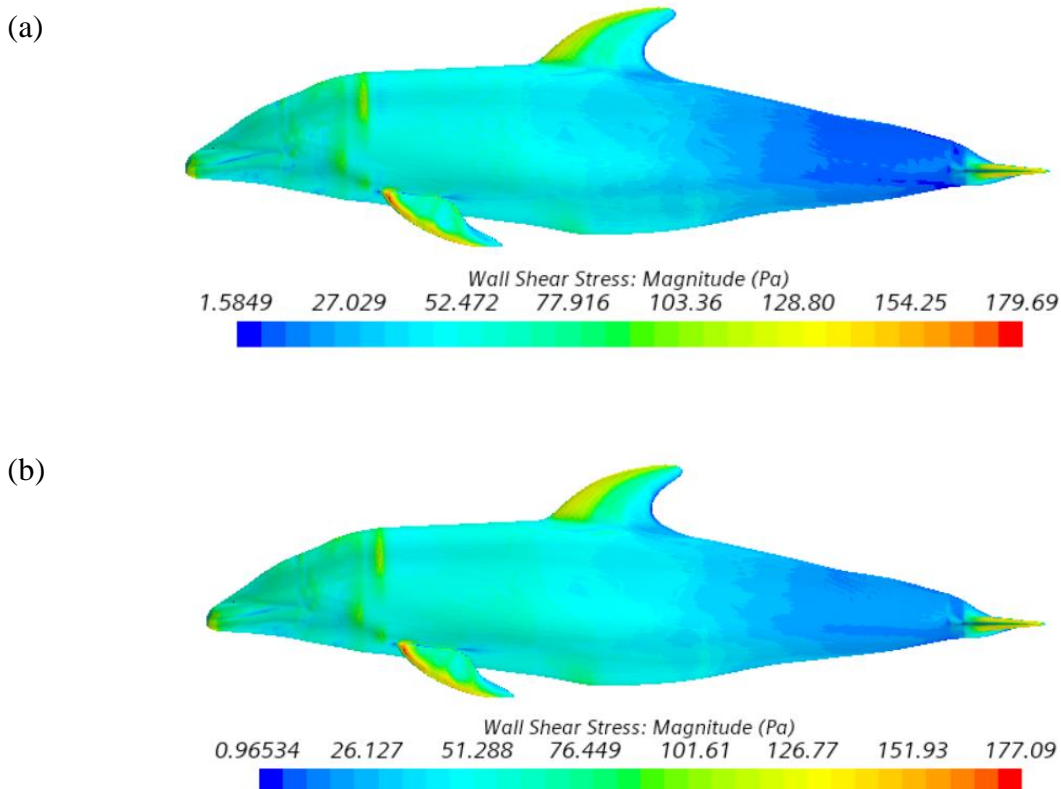 (a)
Wall Shear Stress: Magnitude (Pa)
1.5849 27.029 52.472 77.916 103.36 128.80 154.25 179.69
(b)
Wall Shear Stress: Magnitude (Pa)
0.96534 26.127 51.288 76.449 101.61 126.77 151.93 177.09